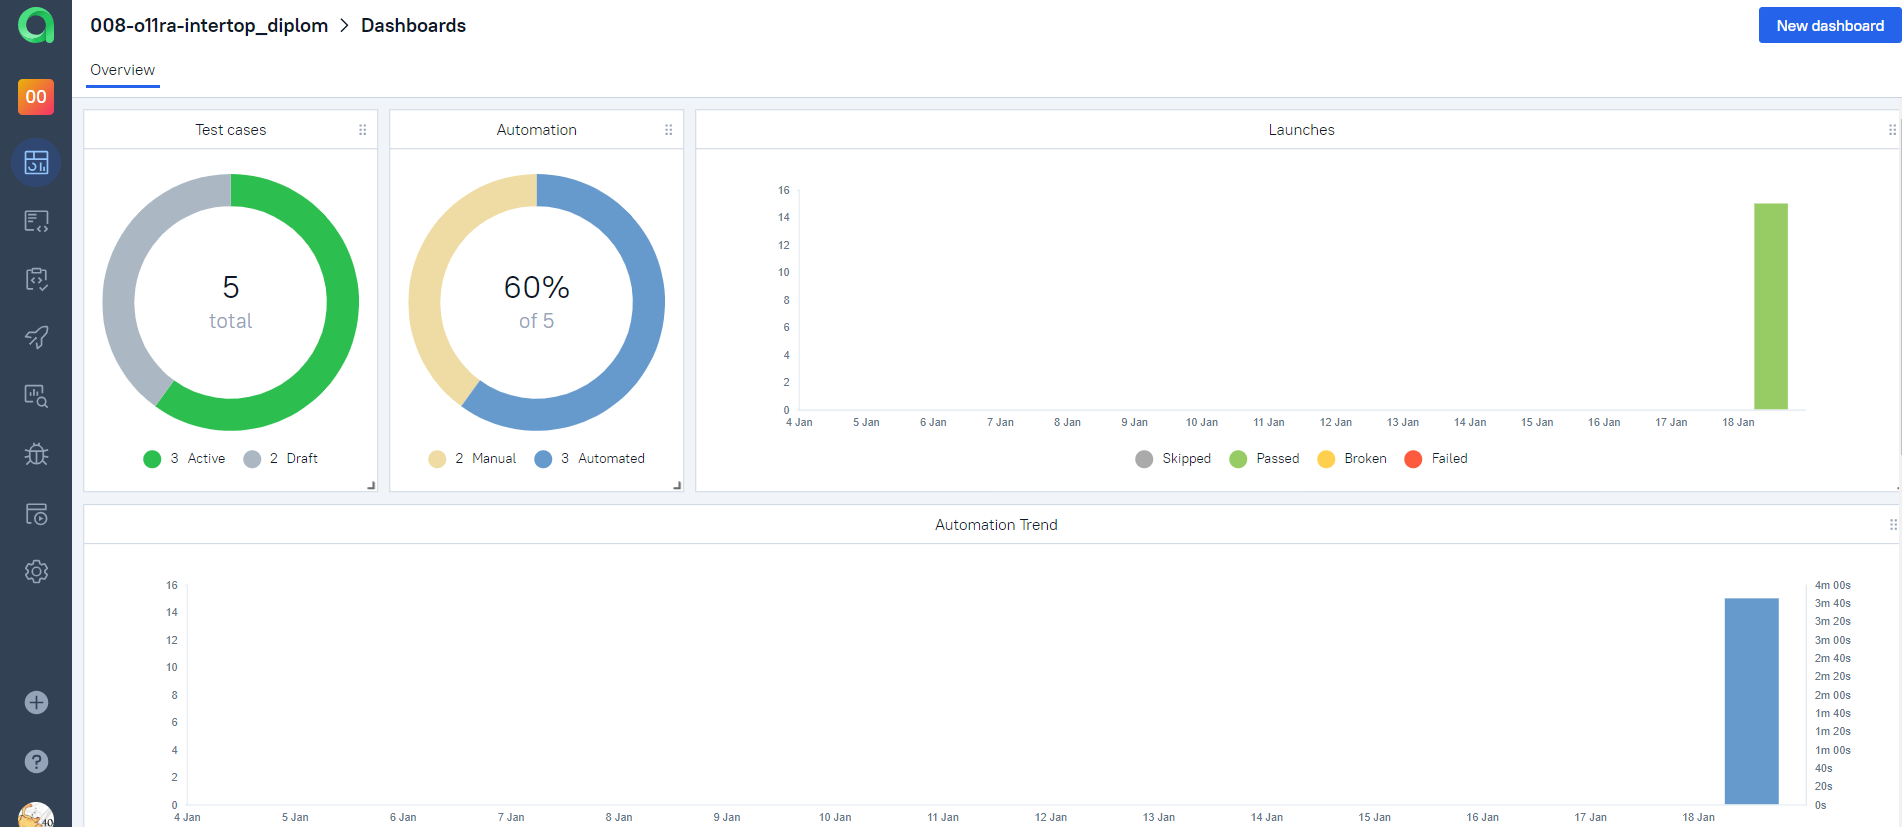 008-o11ra-intertop_diplom > Dashboards
New dashboard
Overview
00
Test cases
5
total
3 Active 2 Draft
Automation
60%
of 5
2 Manual 3 Automated
Launches
16
14
12
10
8
6
4
2
0
4 Jan 5 Jan 6 Jan 7 Jan 8 Jan 9 Jan 10 Jan 11 Jan 12 Jan 13 Jan 14 Jan 15 Jan 16 Jan 17 Jan 18 Jan
Skipped Passed Broken Failed
Automation Trend
16
14
12
10
8
6
4
2
0
4m 00s
3m 40s
3m 20s
3m 00s
2m 40s
2m 20s
2m 00s
1m 40s
1m 20s
1m 00s
40s
20s
0s
4 Jan 5 Jan 6 Jan 7 Jan 8 Jan 9 Jan 10 Jan 11 Jan 12 Jan 13 Jan 14 Jan 15 Jan 16 Jan 17 Jan 18 Jan
?
40